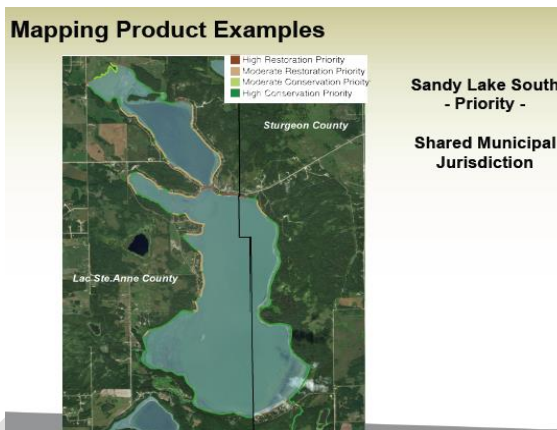 Mapping Product Examples
High Restoration Priority
Moderate Restoration Priority
Moderate Conservation Priority
High Conservation Priority
Sandy Lake South
- Priority -
Shared Municipal
Jurisdiction
Sturgeon County
Lac Ste. Anne County